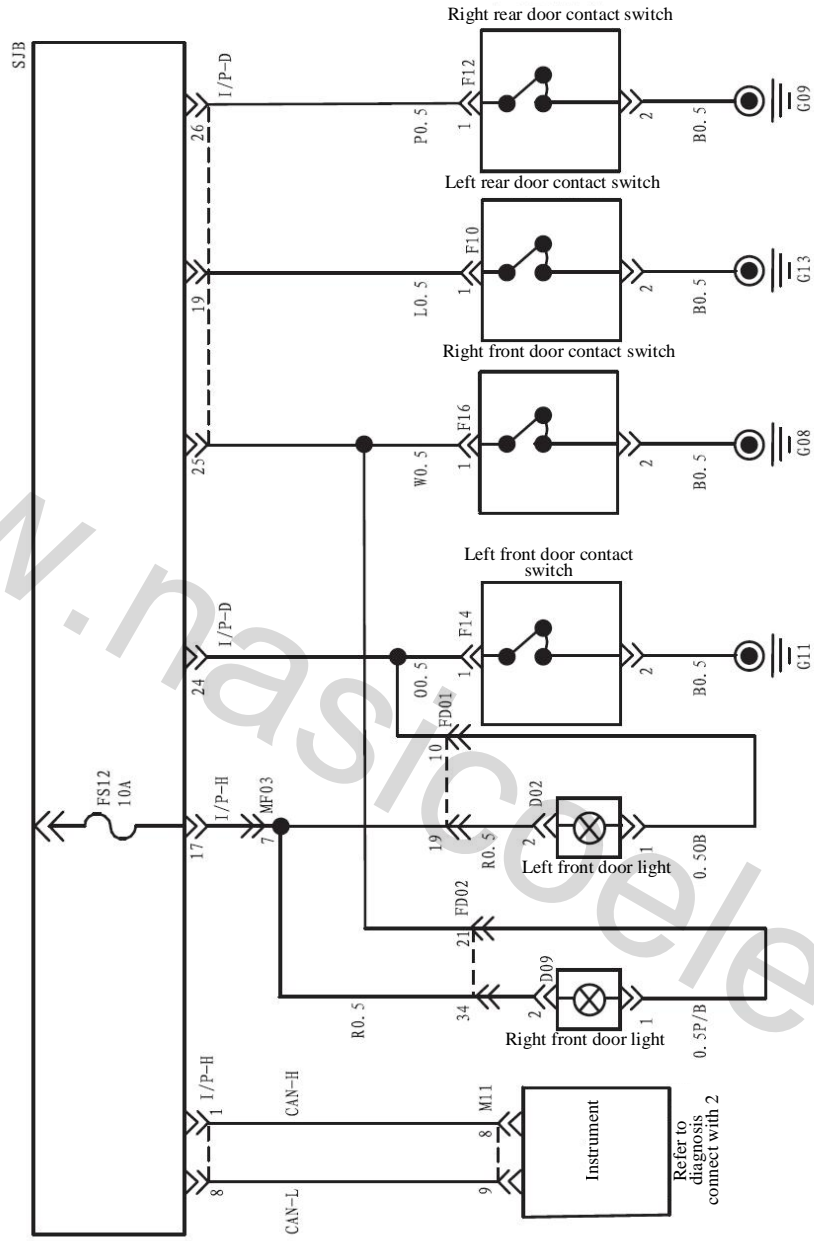 Right rear door contact switch
SJB
I/P-D
26
P0.5
1
F12
2
B0.5
G09
Left rear door contact switch
19
L0.5
1
F10
2
B0.5
G13
Right front door contact switch
25
W0.5
1
F16
2
B0.5
G08
Left front door contact
switch
I/P-D
24
O0.5
1
F14
2
B0.5
G11
FS12
10A
I/P-H
17
MF03
7
10
FD01
19
R0.5
2
D02
Left front door light
1
0.5OB
21
FD02
R0.5
34
2
D09
Right front door light
1
0.5P/B
I/P-H
1
8
CAN-H
CAN-L
M11
8
9
Instrument
Refer to
diagnosis
connect with 2
w.nasicoele